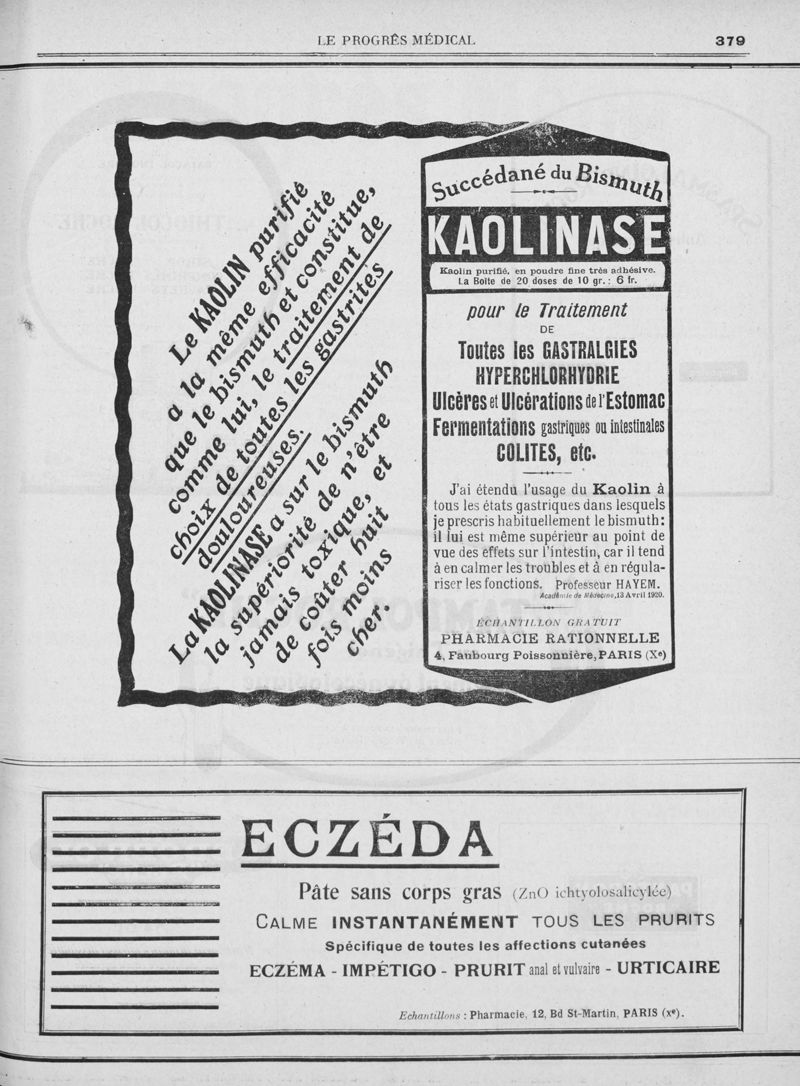 LE PROGRÈS MÉDICAL
379
Le KAOLIN purifié
a la même efficacité
que le bismuth et constitue,
comme lui, le traitement de
choix de toutes les gastrites
douloureuses.
La KAOLINASE a sur le bismuth
la supériorité de n'être
jamais toxique, et
de coûter huit
fois moins
cher.
Succédané du Bismuth
KAOLINASE
Kaolin purifié, en poudre fine très adhésive.
La Boîte de 20 doses de 10 gr.: 6 fr.
pour le Traitement
DE
Toutes les GASTRALGIES
HYPERCHLORHYDRIE
Ulcères et Ulcérations de l'Estomac
Fermentations gastriques ou intestinales
COLITES, etc.
J'ai étendu l'usage du Kaolin à
tous les états gastriques dans lesquels
je prescris habituellement le bismuth:
il lui est même supérieur au point de
vue des effets sur l'intestin, car il tend
à en calmer les troubles et à en régula-
riser les fonctions. Professeur HAYEM.
Académie de Médecine, 13 Avril 1920.
ÉCHANTILLON GRATUIT
PHARMACIE RATIONNELLE
4, Faubourg Poissonnière, PARIS (Xe)
ECZÉDA
Pâte sans corps gras (ZnO ichtyolosalicylée)
CALME INSTANTANÉMENT TOUS LES PRURITS
Spécifique de toutes les affections cutanées
ECZÉMA - IMPÉTIGO - PRURIT anal et vulvaire - URTICAIRE
Echantillons : Pharmacie, 12, Bd St-Martin, PARIS (xe).